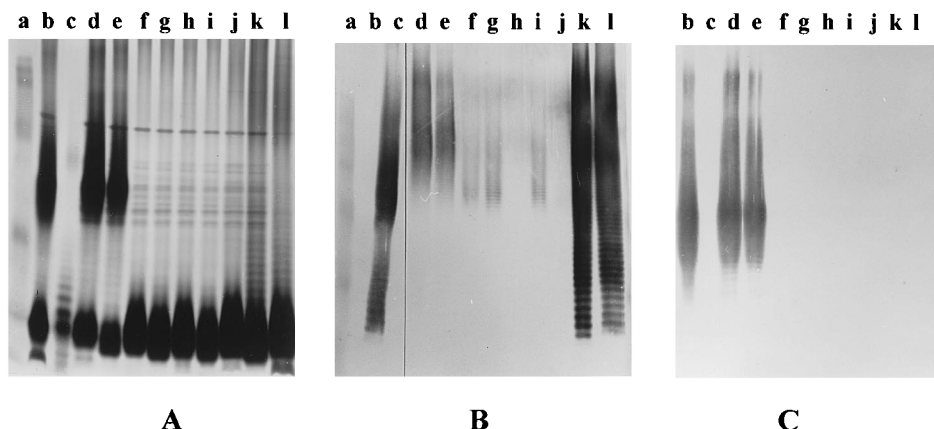 a b c d e f g h i j k l
a b c d e f g h i j k l
b c d e f g h i j k l
A B C